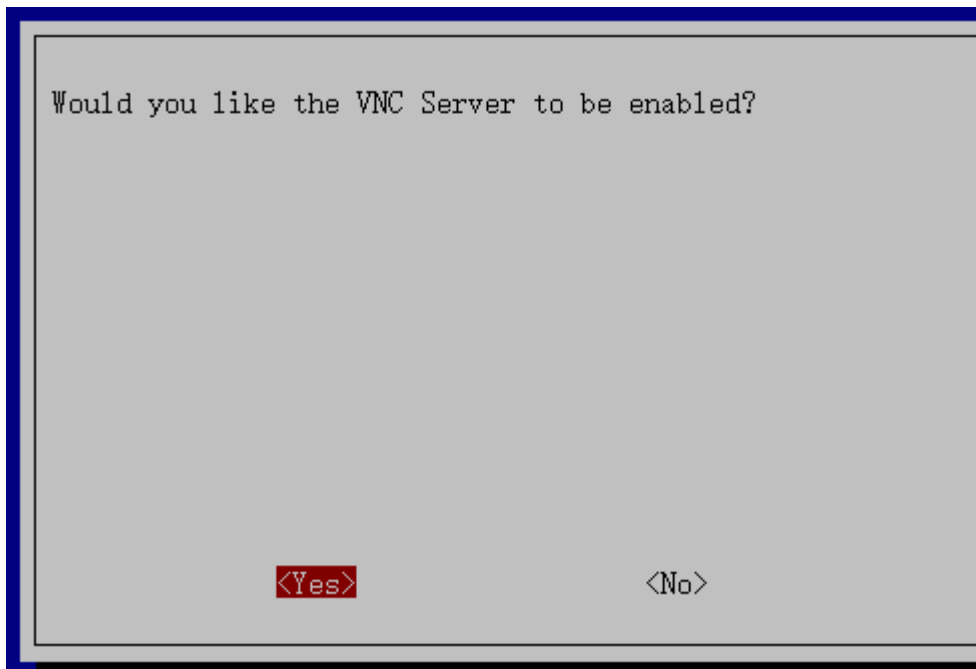 Would you like the VNC Server to be enabled?
<Yes> <No>